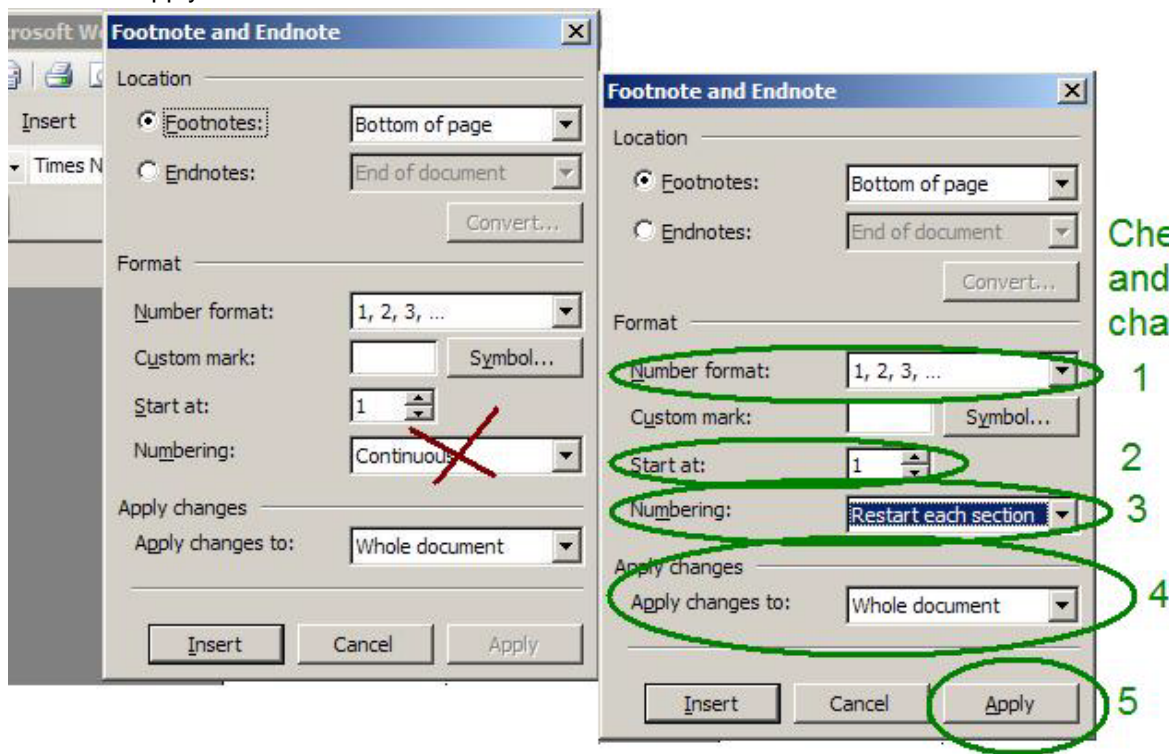 Footnote and Endnote
Location
Footnotes: Bottom of page
Endnotes: End of document
Convert...
Format
Number format: 1, 2, 3, ...
Custom mark: Symbol...
Start at: 1
Numbering: Continuous
Apply changes
Apply changes to: Whole document
Insert Cancel Apply
Insert
Times N
Footnote and Endnote
Location
Footnotes: Bottom of page
Endnotes: End of document
Convert...
Format
Number format: 1, 2, 3, ... 1
Custom mark: Symbol...
Start at: 1 2
Numbering: Restart each section 3
Apply changes
Apply changes to: Whole document 4
Insert Cancel Apply 5
Che
and
cha